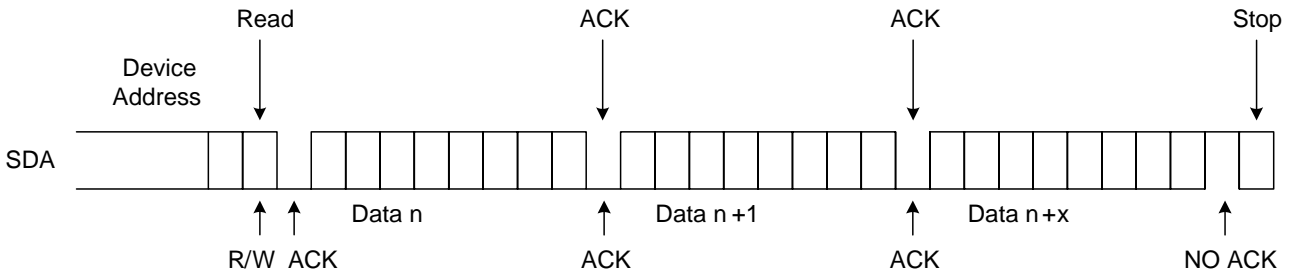 Read ACK ACK Stop
Device
Address
SDA
Data n Data n+1 Data n+x
R/W ACK ACK ACK NO ACK